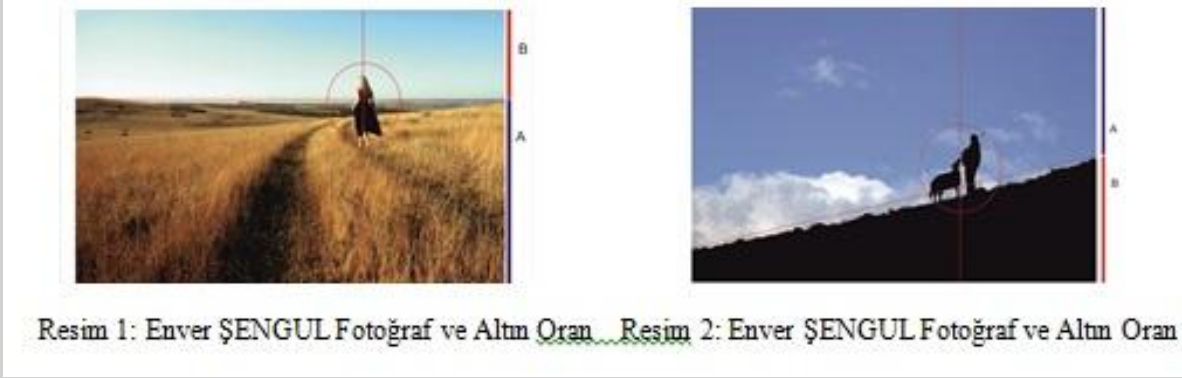 B
A
A
B
Resim 1: Enver ŞENGUL Fotoğraf ve Altın Oran Resim 2: Enver ŞENGUL Fotoğraf ve Altın Oran